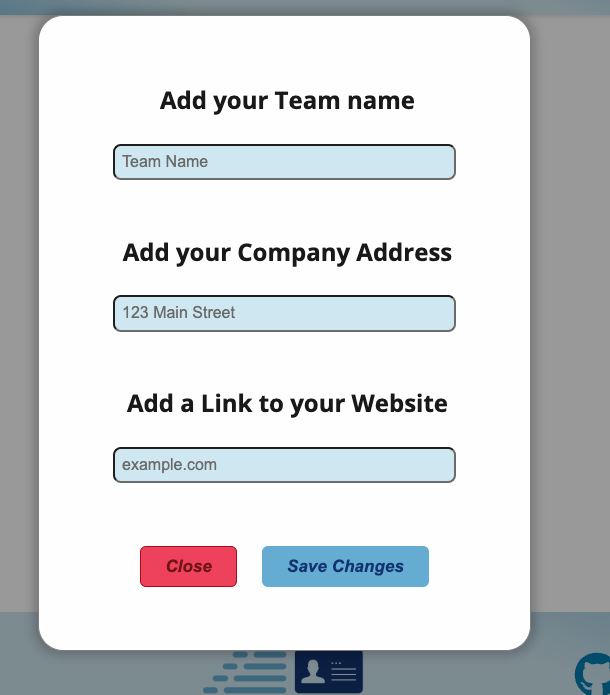 Add your Team name
Team Name
Add your Company Address
123 Main Street
Add a Link to your Website
example.com
Close
Save Changes